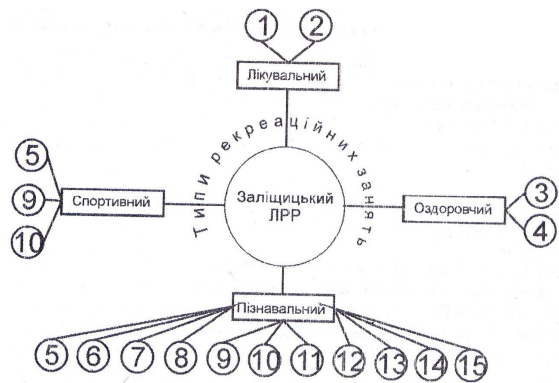 1 2
Лікувальний
Типи рекреаційних занять
5
9
10
Спортивний
Заліщицький
ЛРР
Оздоровчий
3
4
Пізнавальний
5 6 7 8 9 10 11 12 13 14 15